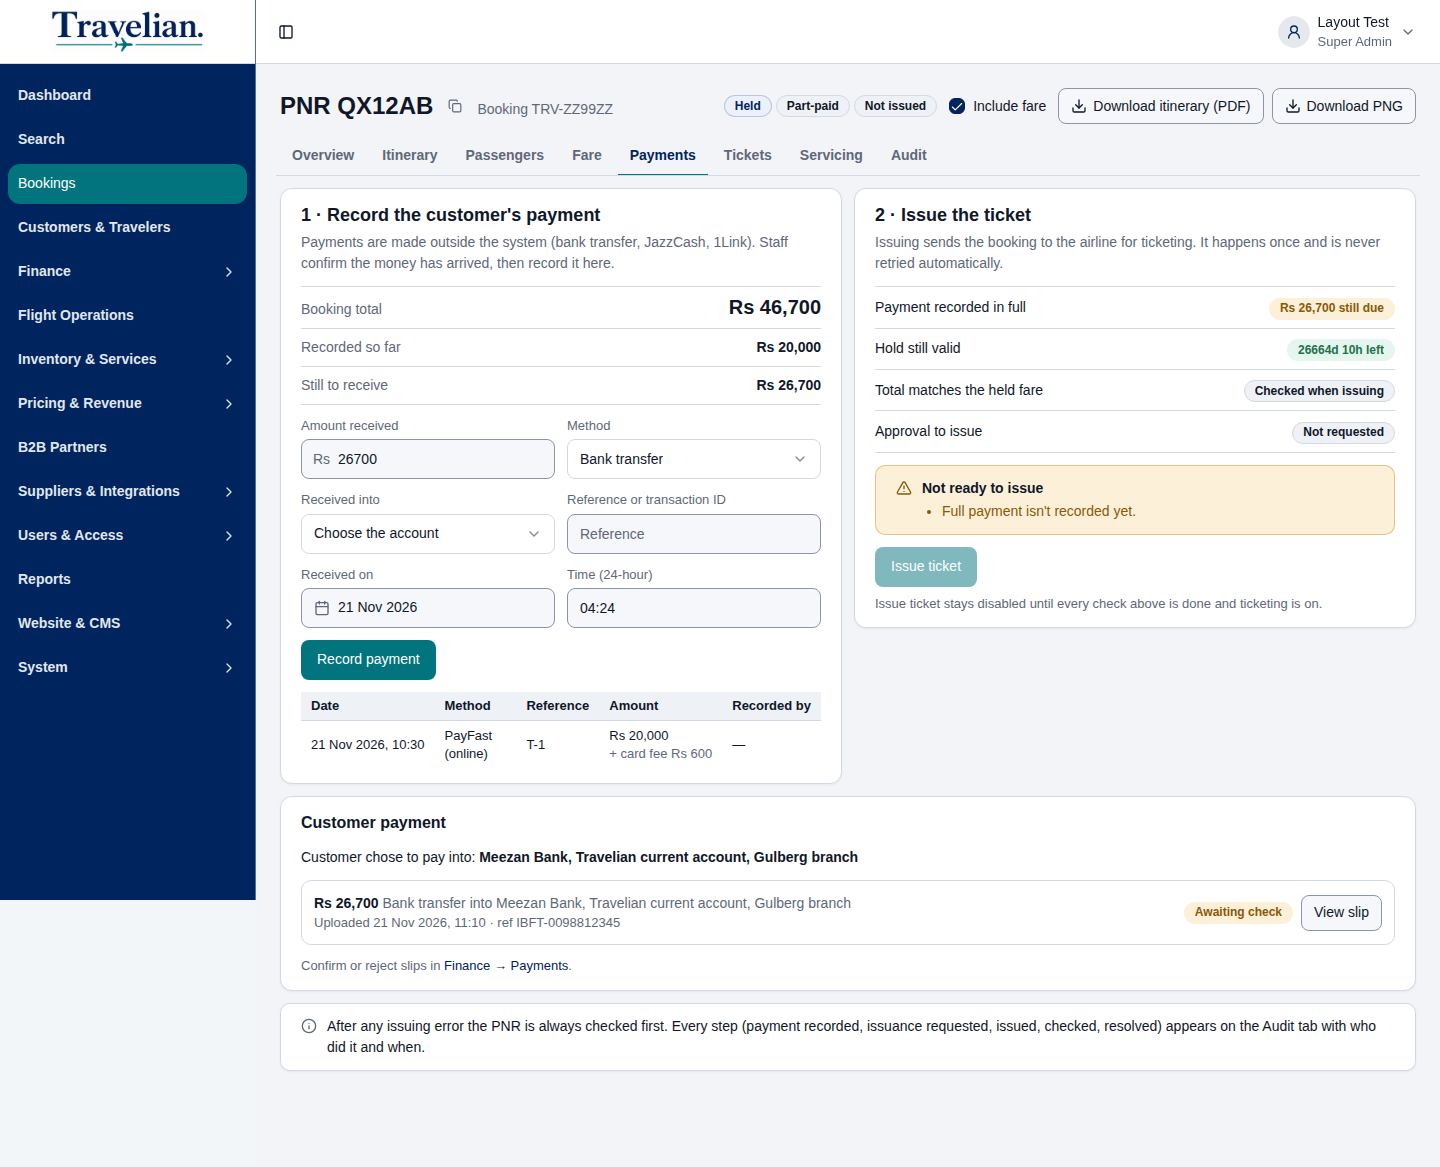 Travelian.
Layout Test
Super Admin
Dashboard
Search
Bookings
Customers & Travelers
Finance
Flight Operations
Inventory & Services
Pricing & Revenue
B2B Partners
Suppliers & Integrations
Users & Access
Reports
Website & CMS
System
PNR QX12AB
Booking TRV-ZZ99ZZ
Held
Part-paid
Not issued
Include fare
Download itinerary (PDF)
Download PNG
Overview
Itinerary
Passengers
Fare
Payments
Tickets
Servicing
Audit
1 · Record the customer's payment
Payments are made outside the system (bank transfer, JazzCash, 1Link). Staff
confirm the money has arrived, then record it here.
Booking total Rs 46,700
Recorded so far Rs 20,000
Still to receive Rs 26,700
Amount received
Rs 26700
Method
Bank transfer
Received into
Choose the account
Reference or transaction ID
Reference
Received on
21 Nov 2026
Time (24-hour)
04:24
Record payment
Date Method Reference Amount Recorded by
21 Nov 2026, 10:30 PayFast (online) T-1 Rs 20,000 + card fee Rs 600 —
2 · Issue the ticket
Issuing sends the booking to the airline for ticketing. It happens once and is never
retried automatically.
Payment recorded in full Rs 26,700 still due
Hold still valid 26664d 10h left
Total matches the held fare Checked when issuing
Approval to issue Not requested
Not ready to issue
• Full payment isn't recorded yet.
Issue ticket
Issue ticket stays disabled until every check above is done and ticketing is on.
Customer payment
Customer chose to pay into: Meezan Bank, Travelian current account, Gulberg branch
Rs 26,700 Bank transfer into Meezan Bank, Travelian current account, Gulberg branch
Uploaded 21 Nov 2026, 11:10 · ref IBFT-0098812345
Awaiting check
View slip
Confirm or reject slips in Finance → Payments.
After any issuing error the PNR is always checked first. Every step (payment recorded, issuance requested, issued, checked, resolved) appears on the Audit tab with who
did it and when.